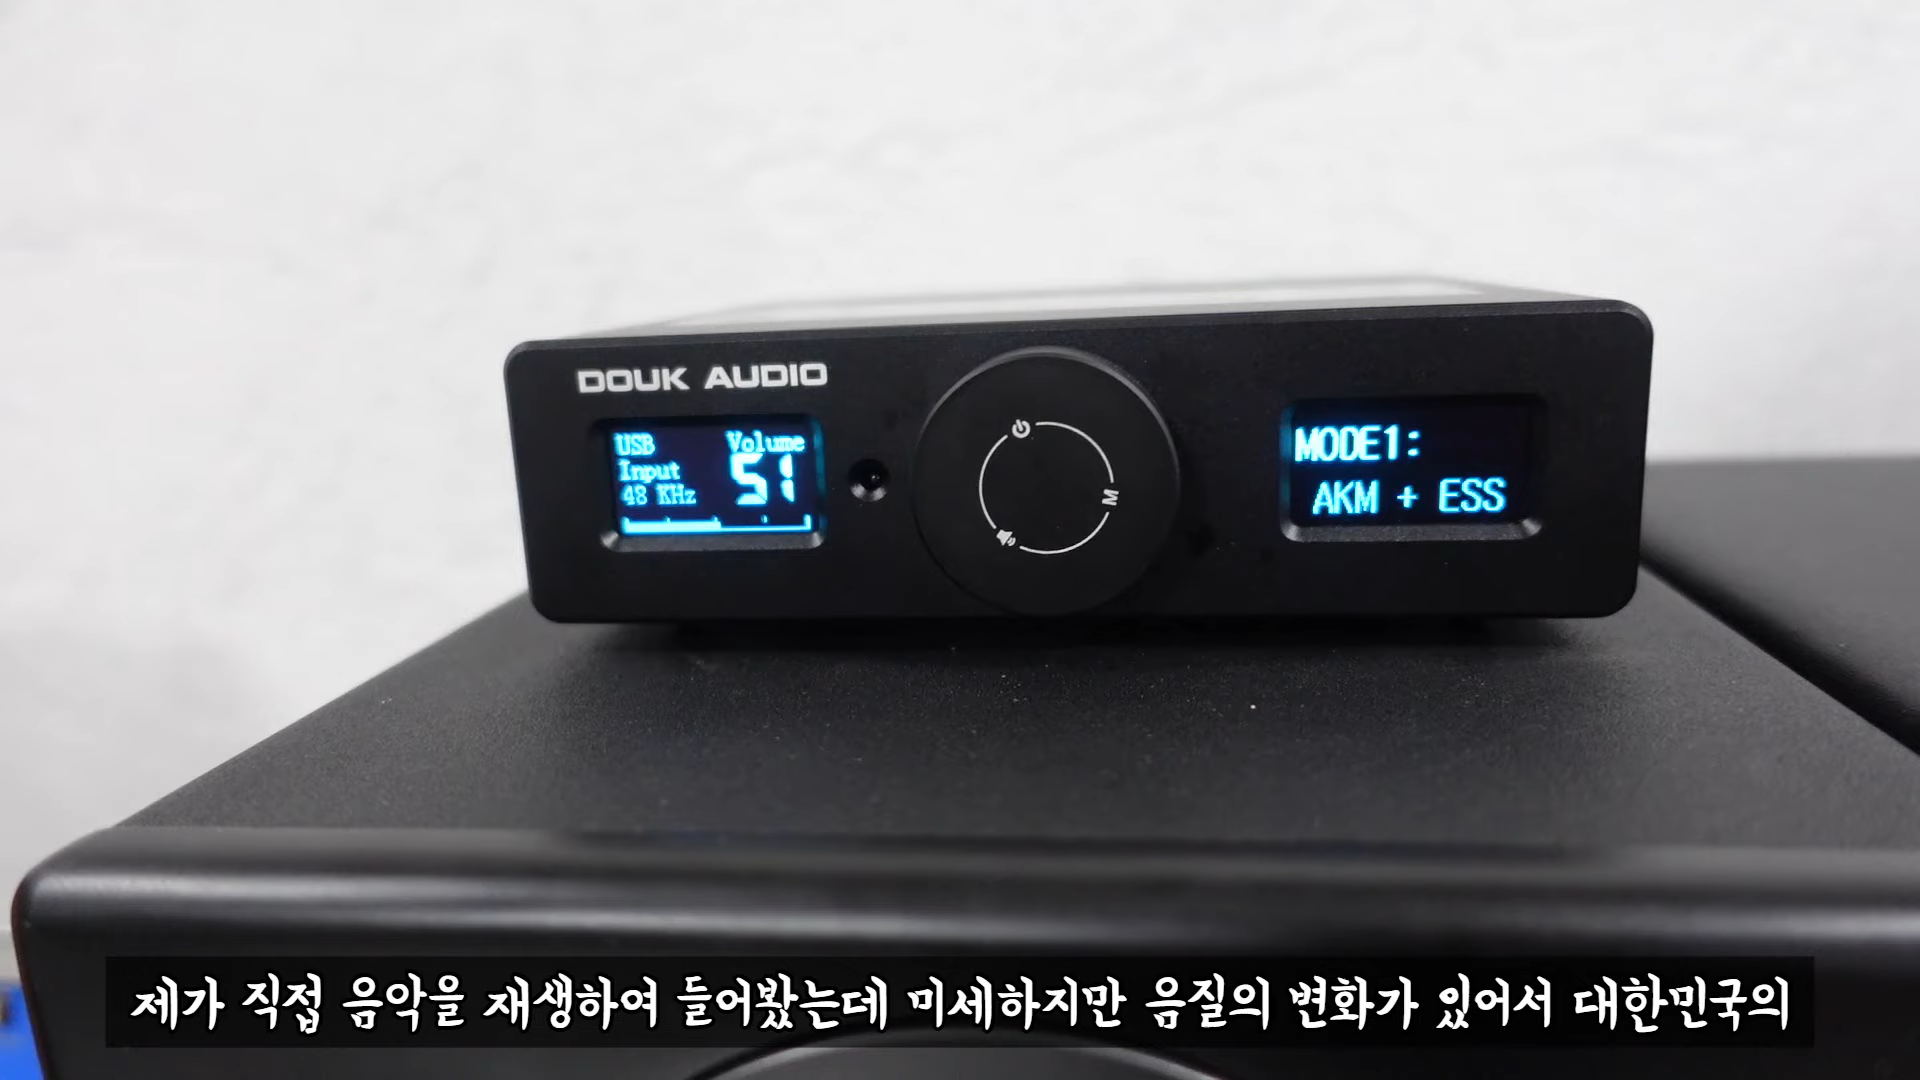 DOUK AUDIO
USB
Volume
Input
51
48 KHz
M
MODE1:
AKM + ESS
제가 직접 음악을 재생하여 들어봤는데 미세하지만 음질의 변화가 있어서 대한민국의